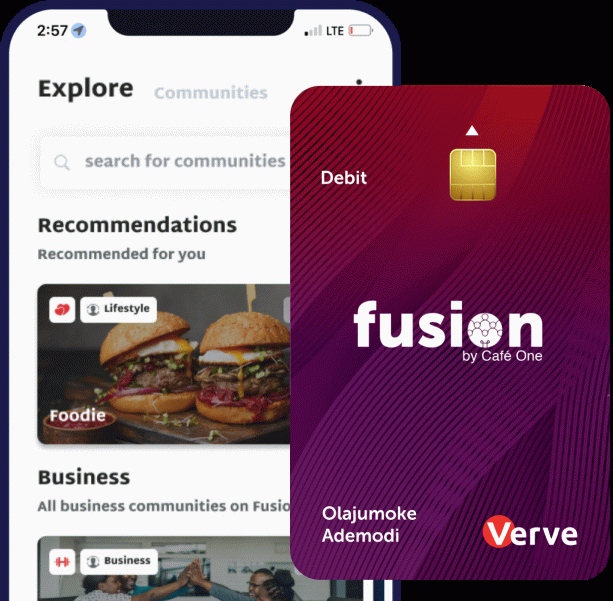 2:57
LTE
Explore
Communities
search for communities
Recommendations
Recommended for you
Lifestyle
Foodie
Business
All business communities on Fusio
Business
Debit
fusion
by Café One
Olajumoke
Ademodi
Verve